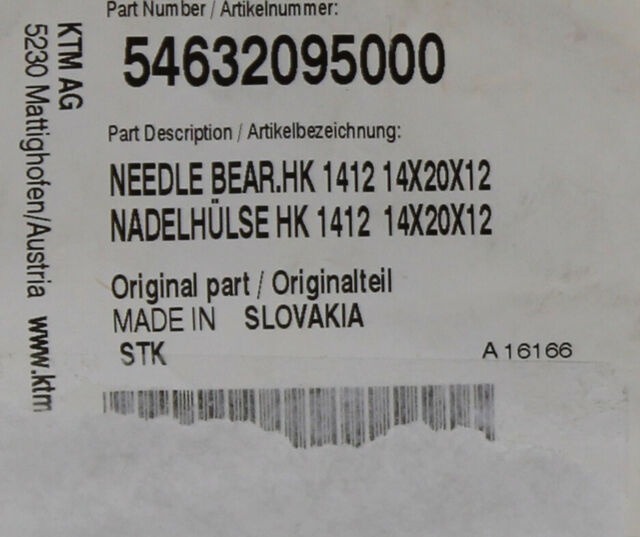 Part Number / Artikelnummer:
54632095000
Part Description / Artikelbezeichnung:
NEEDLE BEAR.HK 1412 14X20X12
NADELHÜLSE HK 1412 14X20X12
Original part / Originalteil
MADE IN SLOVAKIA
STK A 16166
KTM AG
5230 Mattighofen/Austria www.ktm